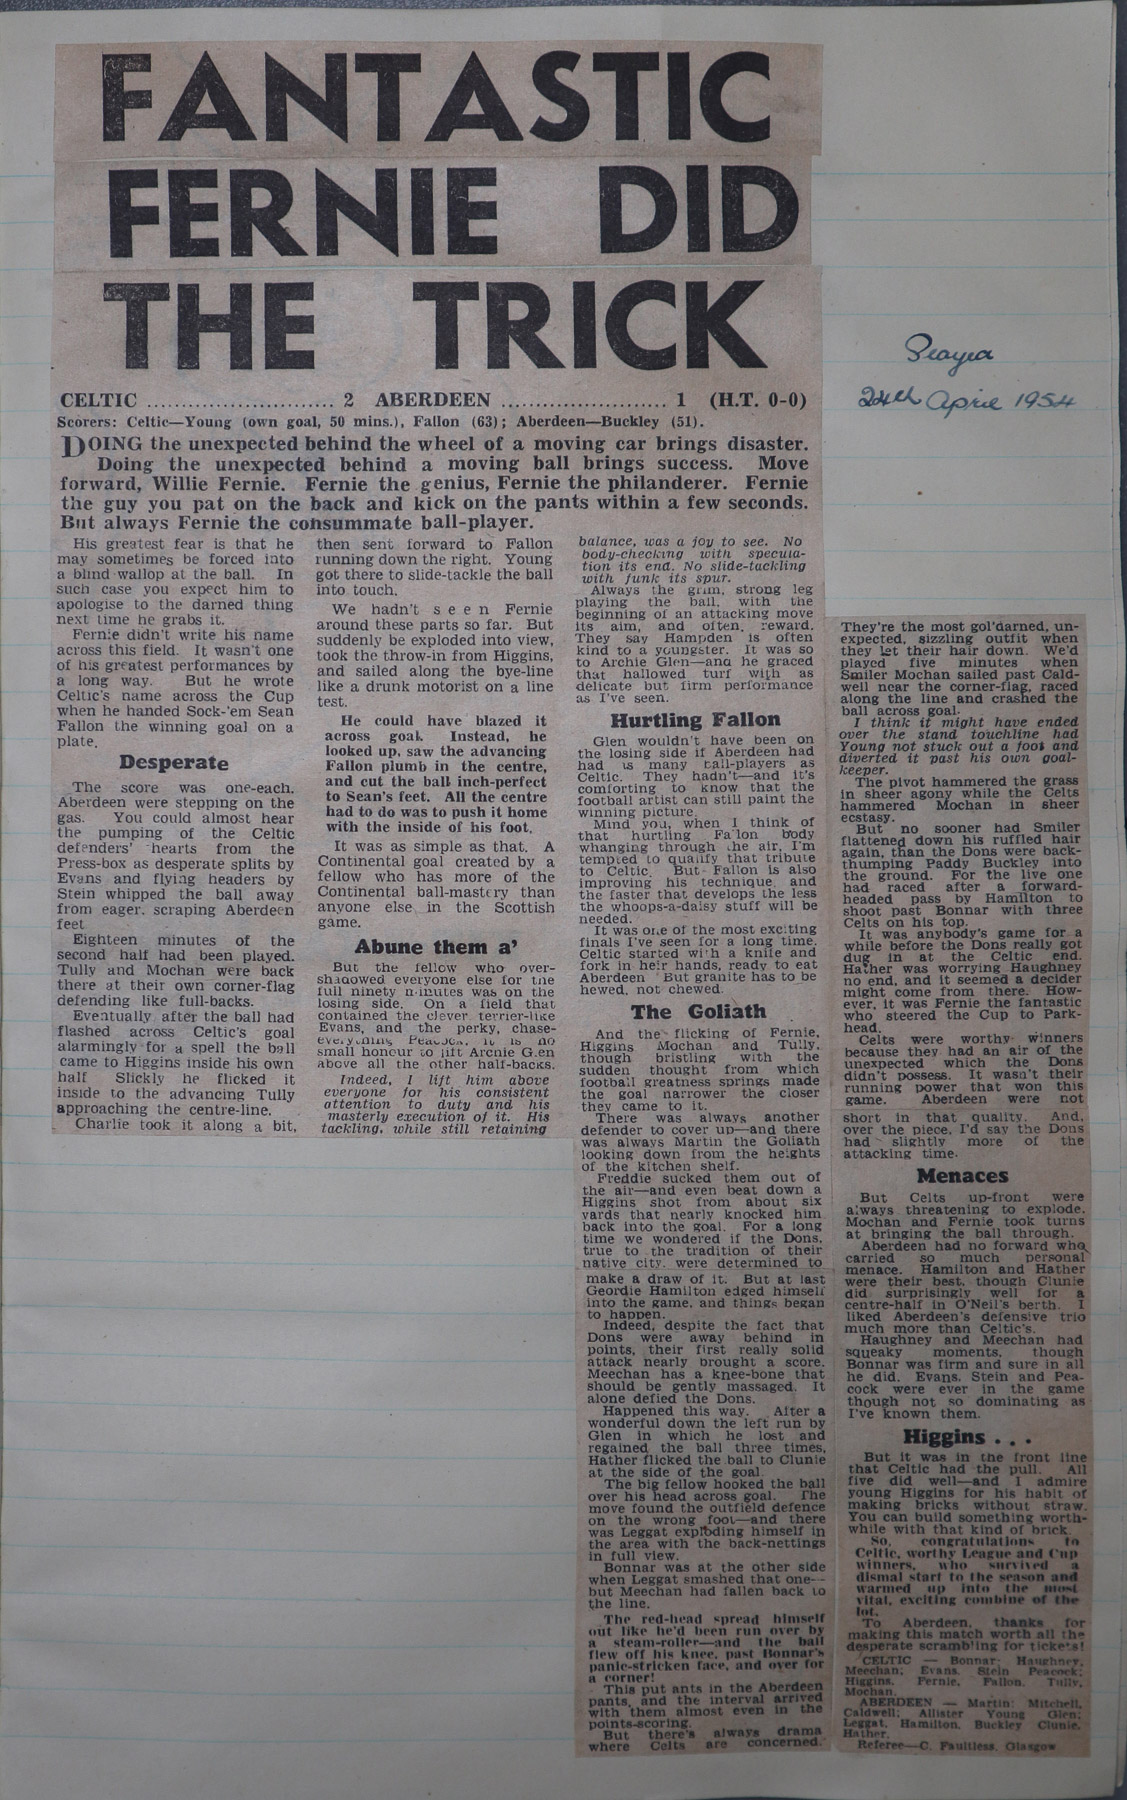 FANTASTIC
FERNIE DID
THE TRICK
CELTIC ........................... 2 ABERDEEN ........................ 1 (H.T. 0-0)
Scorers: Celtic—Young (own goal, 50 mins.), Fallon (63); Aberdeen—Buckley (51).
DOING the unexpected behind the wheel of a moving car brings disaster.
Doing the unexpected behind a moving ball brings success. Move
forward, Willie Fernie. Fernie the genius, Fernie the philanderer. Fernie
the guy you pat on the back and kick on the pants within a few seconds.
But always Fernie the consummate ball-player.
His greatest fear is that he
may sometimes be forced into
a blind wallop at the ball. In
such case you expect him to
apologise to the darned thing
next time he grabs it.
Fernie didn't write his name
across this field. It wasn't one
of his greatest performances by
a long way. But he wrote
Celtic's name across the Cup
when he handed Sock-'em Sean
Fallon the winning goal on a
plate.
Desperate
The score was one-each.
Aberdeen were stepping on the
gas. You could almost hear
the pumping of the Celtic
defenders' hearts from the
Press-box as desperate splits by
Evans and flying headers by
Stein whipped the ball away
from eager, scraping Aberdeen
feet
Eighteen minutes of the
second half had been played.
Tully and Mochan were back
there at their own corner-flag
defending like full-backs.
Eventually after the ball had
flashed across Celtic's goal
alarmingly for a spell the ball
came to Higgins inside his own
half Slickly he flicked it
inside to the advancing Tully
approaching the centre-line.
Charlie took it along a bit,
then sent forward to Fallon
running down the right. Young
got there to slide-tackle the ball
into touch.
We hadn't seen Fernie
around these parts so far. But
suddenly be exploded into view,
took the throw-in from Higgins,
and sailed along the bye-line
like a drunk motorist on a line
test.
He could have blazed it
across goal. Instead, he
looked up, saw the advancing
Fallon plumb in the centre,
and cut the ball inch-perfect
to Sean's feet. All the centre
had to do was to push it home
with the inside of his foot.
It was as simple as that. A
Continental goal created by a
fellow who has more of the
Continental ball-mastery than
anyone else in the Scottish
game.
Abune them a'
But the fellow who over-
shadowed everyone else for the
full ninety minutes was on the
losing side. On a field that
contained the clever terrier-like
Evans, and the perky, chase-
everything Peacock, it is no
small honour to lift Archie Glen
above all the other half-backs.
Indeed, I lift him above
everyone for his consistent
attention to duty and his
masterly execution of it. His
tackling, while still retaining
balance, was a joy to see. No
body-checking with specula-
tion its end. No slide-tackling
with funk its spur.
Always the grim, strong leg
playing the ball, with the
beginning of an attacking move
its aim, and often, reward.
They say Hampden is often
kind to a youngster. It was so
to Archie Glen—and he graced
that hallowed turf with as
delicate but firm performance
as I've seen.
Hurtling Fallon
Glen wouldn't have been on
the losing side if Aberdeen had
had as many ball-players as
Celtic. They hadn't—and it's
comforting to know that the
football artist can still paint the
winning picture.
Mind you, when I think of
that hurtling Fallon body
whanging through the air, I'm
tempted to qualify that tribute
to Celtic. But Fallon is also
improving his technique, and
the faster that develops the less
the whoops-a-daisy stuff will be
needed.
It was one of the most exciting
finals I've seen for a long time.
Celtic started with a knife and
fork in their hands, ready to eat
Aberdeen But granite has to be
hewed, not chewed.
The Goliath
And the flicking of Fernie,
Higgins Mochan and Tully,
though bristling with the
sudden thought from which
football greatness springs made
the goal narrower the closer
they came to it.
There was always another
defender to cover up—and there
was always Martin the Goliath
looking down from the heights
of the kitchen shelf.
Freddie sucked them out of
the air—and even beat down a
Higgins shot from about six
yards that nearly knocked him
back into the goal. For a long
time we wondered if the Dons,
true to the tradition of their
native city, were determined to
make a draw of it. But at last
Geordie Hamilton edged himself
into the game, and things began
to happen.
Indeed, despite the fact that
Dons were away behind in
points, their first really solid
attack nearly brought a score.
Meechan has a knee-bone that
should be gently massaged. It
alone defied the Dons.
Happened this way. After a
wonderful down the left run by
Glen in which he lost and
regained the ball three times,
Hather flicked the ball to Clunie
at the side of the goal.
The big fellow hooked the ball
over his head across goal. The
move found the outfield defence
on the wrong foot—and there
was Leggat exploding himself in
the area with the back-nettings
in full view.
Bonnar was at the other side
when Leggat smashed that one—
but Meechan had fallen back to
the line.
The red-head spread himself
out like he'd been run over by
a steam-roller—and the ball
flew off his knee, past Bonnar's
panic-stricken face, and over for
a corner!
This put ants in the Aberdeen
pants, and the interval arrived
with them almost even in the
points-scoring.
But there's always drama
where Celts are concerned.
They're the most gol'darned, un-
expected, sizzling outfit when
they let their hair down. We'd
played five minutes when
Smiler Mochan sailed past Cald-
well near the corner-flag, raced
along the line and crashed the
ball across goal.
I think it might have ended
over the stand touchline had
Young not stuck out a foot and
diverted it past his own goal-
keeper.
The pivot hammered the grass
in sheer agony while the Celts
hammered Mochan in sheer
ecstasy.
But no sooner had Smiler
flattened down his ruffled hair
again, than the Dons were back-
thumping Paddy Buckley into
the ground. For the live one
had raced after a forward-
headed pass by Hamilton to
shoot past Bonnar with three
Celts on his top.
It was anybody's game for a
while before the Dons really got
dug in at the Celtic end.
Hather was worrying Haughney
no end, and it seemed a decider
might come from there. How-
ever, it was Fernie the fantastic
who steered the Cup to Park-
head.
Celts were worthy winners
because they had an air of the
unexpected which the Dons
didn't possess. It wasn't their
running power that won this
game. Aberdeen were not
short in that quality. And,
over the piece, I'd say the Dons
had slightly more of the
attacking time.
Menaces
But Celts up-front were
always threatening to explode.
Mochan and Fernie took turns
at bringing the ball through.
Aberdeen had no forward who
carried so much personal
menace. Hamilton and Hather
were their best, though Clunie
did surprisingly well for a
centre-half in O'Neil's berth. I
liked Aberdeen's defensive trio
much more than Celtic's.
Haughney and Meechan had
squeaky moments, though
Bonnar was firm and sure in all
he did. Evans, Stein and Pea-
cock were ever in the game
though not so dominating as
I've known them.
Higgins . . .
But it was in the front line
that Celtic had the pull. All
five did well—and I admire
young Higgins for his habit of
making bricks without straw.
You can build something worth-
while with that kind of brick.
So, congratulations to
Celtic, worthy League and Cup
winners, who survived a
dismal start to the season and
warmed up into the most
vital, exciting combine of the
lot.
To Aberdeen, thanks for
making this match worth all the
desperate scrambling for tickets!
CELTIC — Bonnar; Haughney,
Meechan; Evans, Stein Peacock;
Higgins, Fernie, Fallon, Tully,
Mochan.
ABERDEEN — Martin; Mitchell,
Caldwell; Allister Young Glen;
Leggat, Hamilton, Buckley Clunie,
Hather.
Referee—C. Faultless, Glasgow
24th April 1954